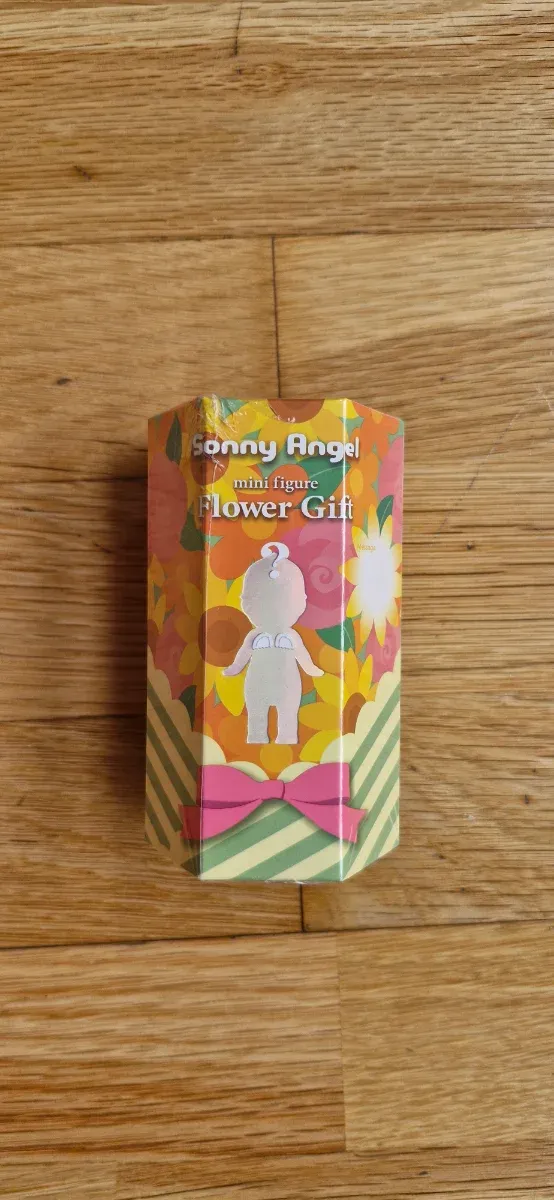 Sonny Angel
mini figure
Flower Gift
?